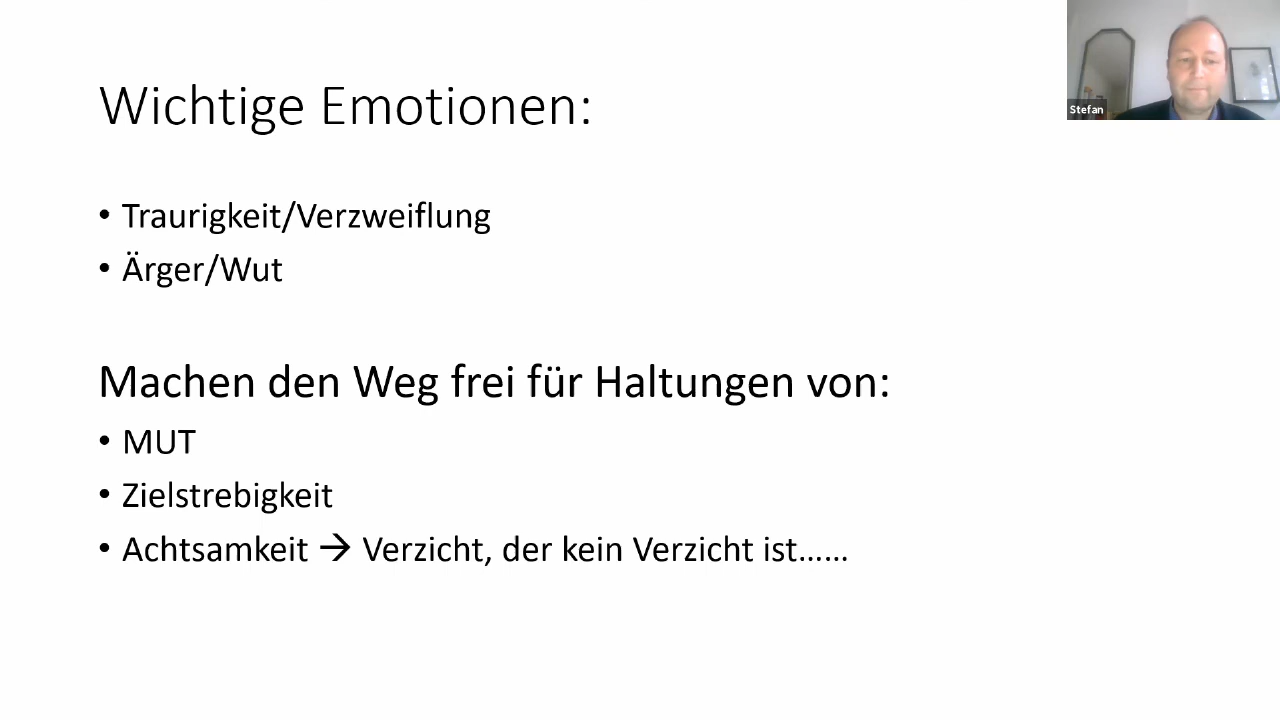 Wichtige Emotionen:
• Traurigkeit/Verzweiflung
• Ärger/Wut
Machen den Weg frei für Haltungen von:
• MUT
• Zielstrebigkeit
• Achtsamkeit → Verzicht, der kein Verzicht ist……
Stefan